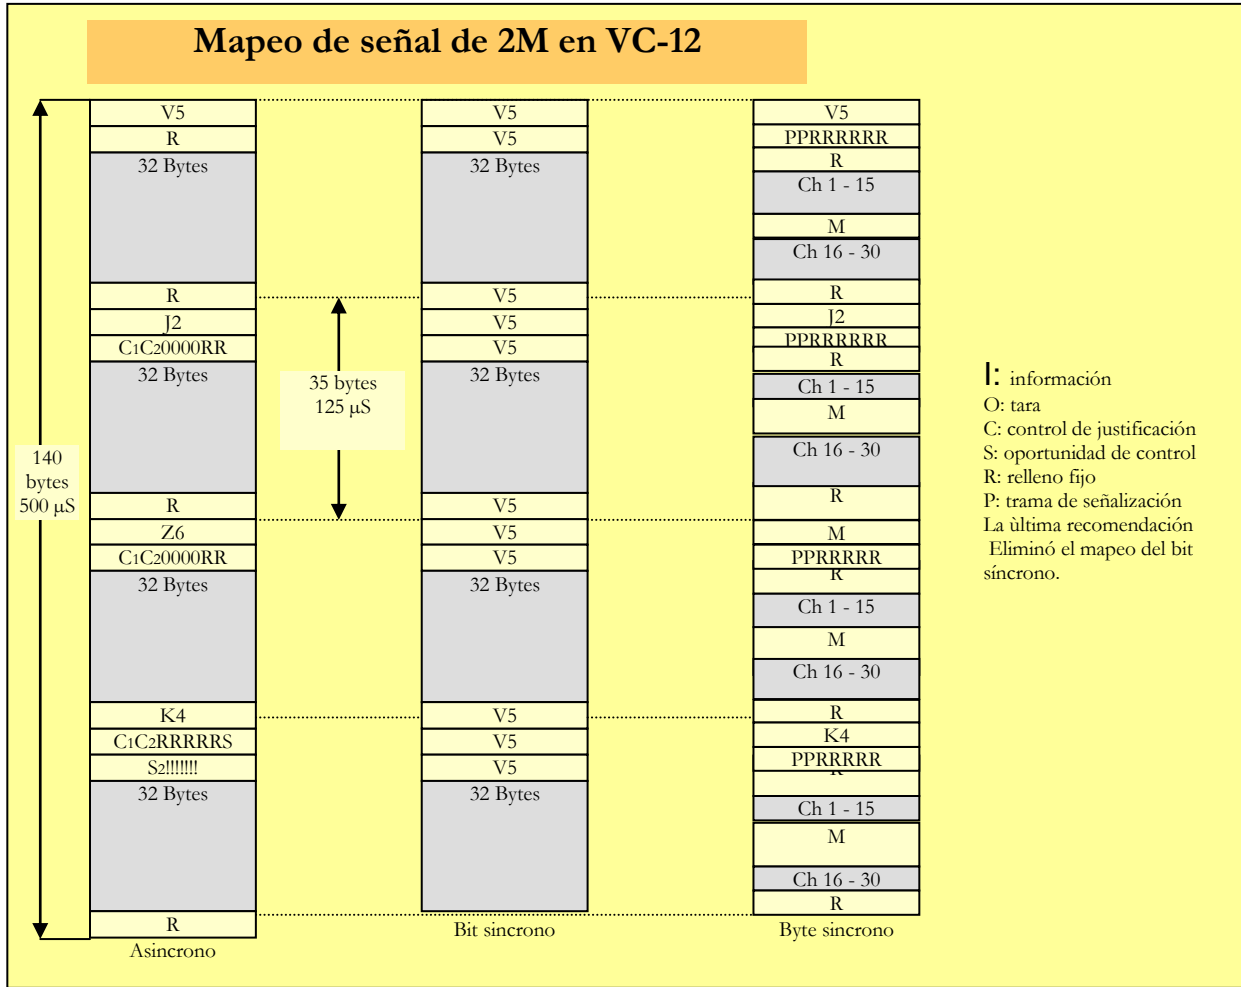 Mapeo de señal de 2M en VC-12
V5
R
32 Bytes
R
J2
C1C20000RR
32 Bytes
R
Z6
C1C20000RR
32 Bytes
K4
C1C2RRRRRS
S2!!!!!!!
32 Bytes
R
Asincrono
140
bytes
500 µS
35 bytes
125 µS
V5
V5
32 Bytes
V5
V5
V5
32 Bytes
V5
V5
V5
32 Bytes
V5
V5
V5
32 Bytes
Bit sincrono
V5
PPRRRRRR
R
Ch 1 - 15
M
Ch 16 - 30
R
J2
PPRRRRRR
R
Ch 1 - 15
M
Ch 16 - 30
R
M
PPRRRRR
R
Ch 1 - 15
M
Ch 16 - 30
R
K4
PPRRRRR
R
Ch 1 - 15
M
Ch 16 - 30
R
Byte sincrono
I: información
O: tara
C: control de justificación
S: oportunidad de control
R: relleno fijo
P: trama de señalización
La ùltima recomendación
Eliminó el mapeo del bit
síncrono.